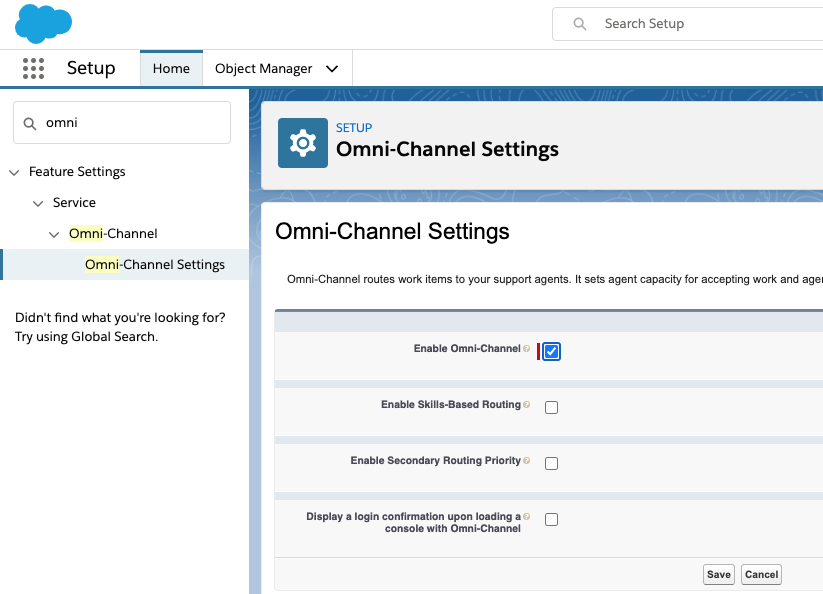 Search Setup
Setup
Home
Object Manager
omni
Feature Settings
Service
Omni-Channel
Omni-Channel Settings
Didn't find what you're looking for?
Try using Global Search.
SETUP
Omni-Channel Settings
Omni-Channel Settings
Omni-Channel routes work items to your support agents. It sets agent capacity for accepting work and
Enable Omni-Channel
Enable Skills-Based Routing
Enable Secondary Routing Priority
Display a login confirmation upon loading a
console with Omni-Channel
Save
Cancel